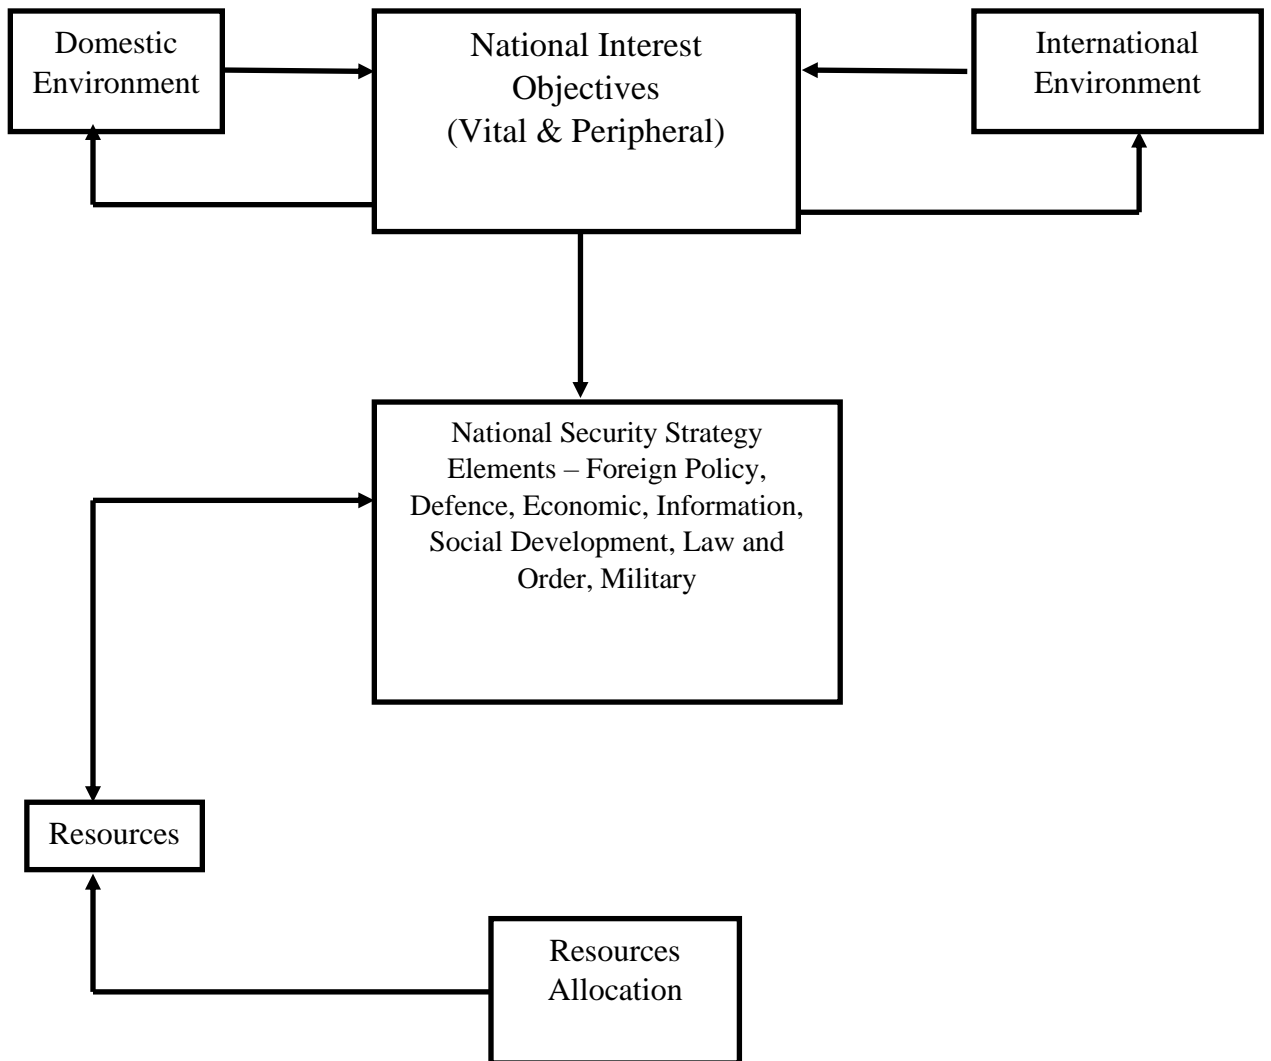 Domestic
Environment
National Interest
Objectives
(Vital & Peripheral)
International
Environment
National Security Strategy
Elements – Foreign Policy,
Defence, Economic, Information,
Social Development, Law and
Order, Military
Resources
Resources
Allocation